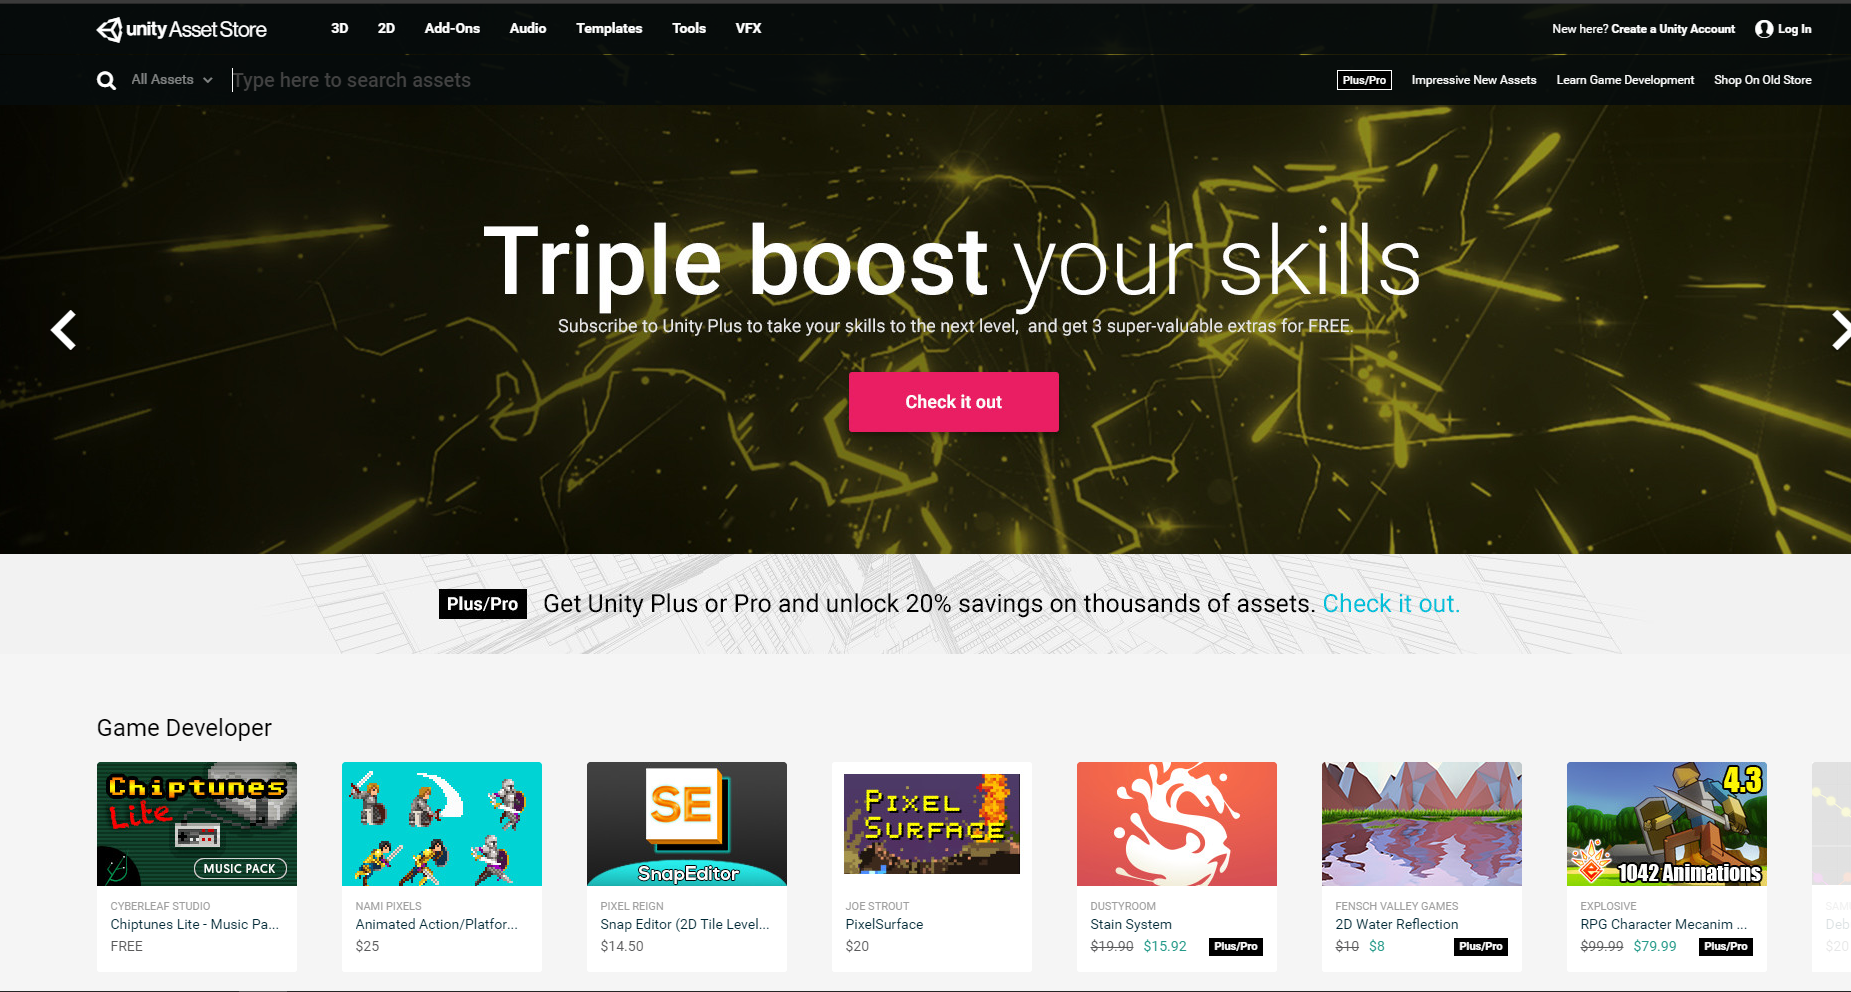 unity Asset Store
3D 2D Add-Ons Audio Templates Tools VFX
New here? Create a Unity Account Log In
All Assets Type here to search assets
Plus/Pro Impressive New Assets Learn Game Development Shop On Old Store
Triple boost your skills
Subscribe to Unity Plus to take your skills to the next level, and get 3 super-valuable extras for FREE.
Check it out
Plus/Pro Get Unity Plus or Pro and unlock 20% savings on thousands of assets. Check it out.
Game Developer
Chiptunes
Lite
MUSIC PACK
CYBERLEAF STUDIO
Chiptunes Lite - Music Pa...
FREE
NAMI PIXELS
Animated Action/Platfor...
$25
SE
SnapEditor
PIXEL REIGN
Snap Editor (2D Tile Level...
$14.50
PIXEL
SURFACE
JOE STROUT
PixelSurface
$20
DUSTYROOM
Stain System
$19.90 $15.92 Plus/Pro
FENSCH VALLEY GAMES
2D Water Reflection
$10 $8 Plus/Pro
4.3
1042 Animations
EXPLOSIVE
RPG Character Mecanim ...
$99.99 $79.99 Plus/Pro
SAM
Deb
$20